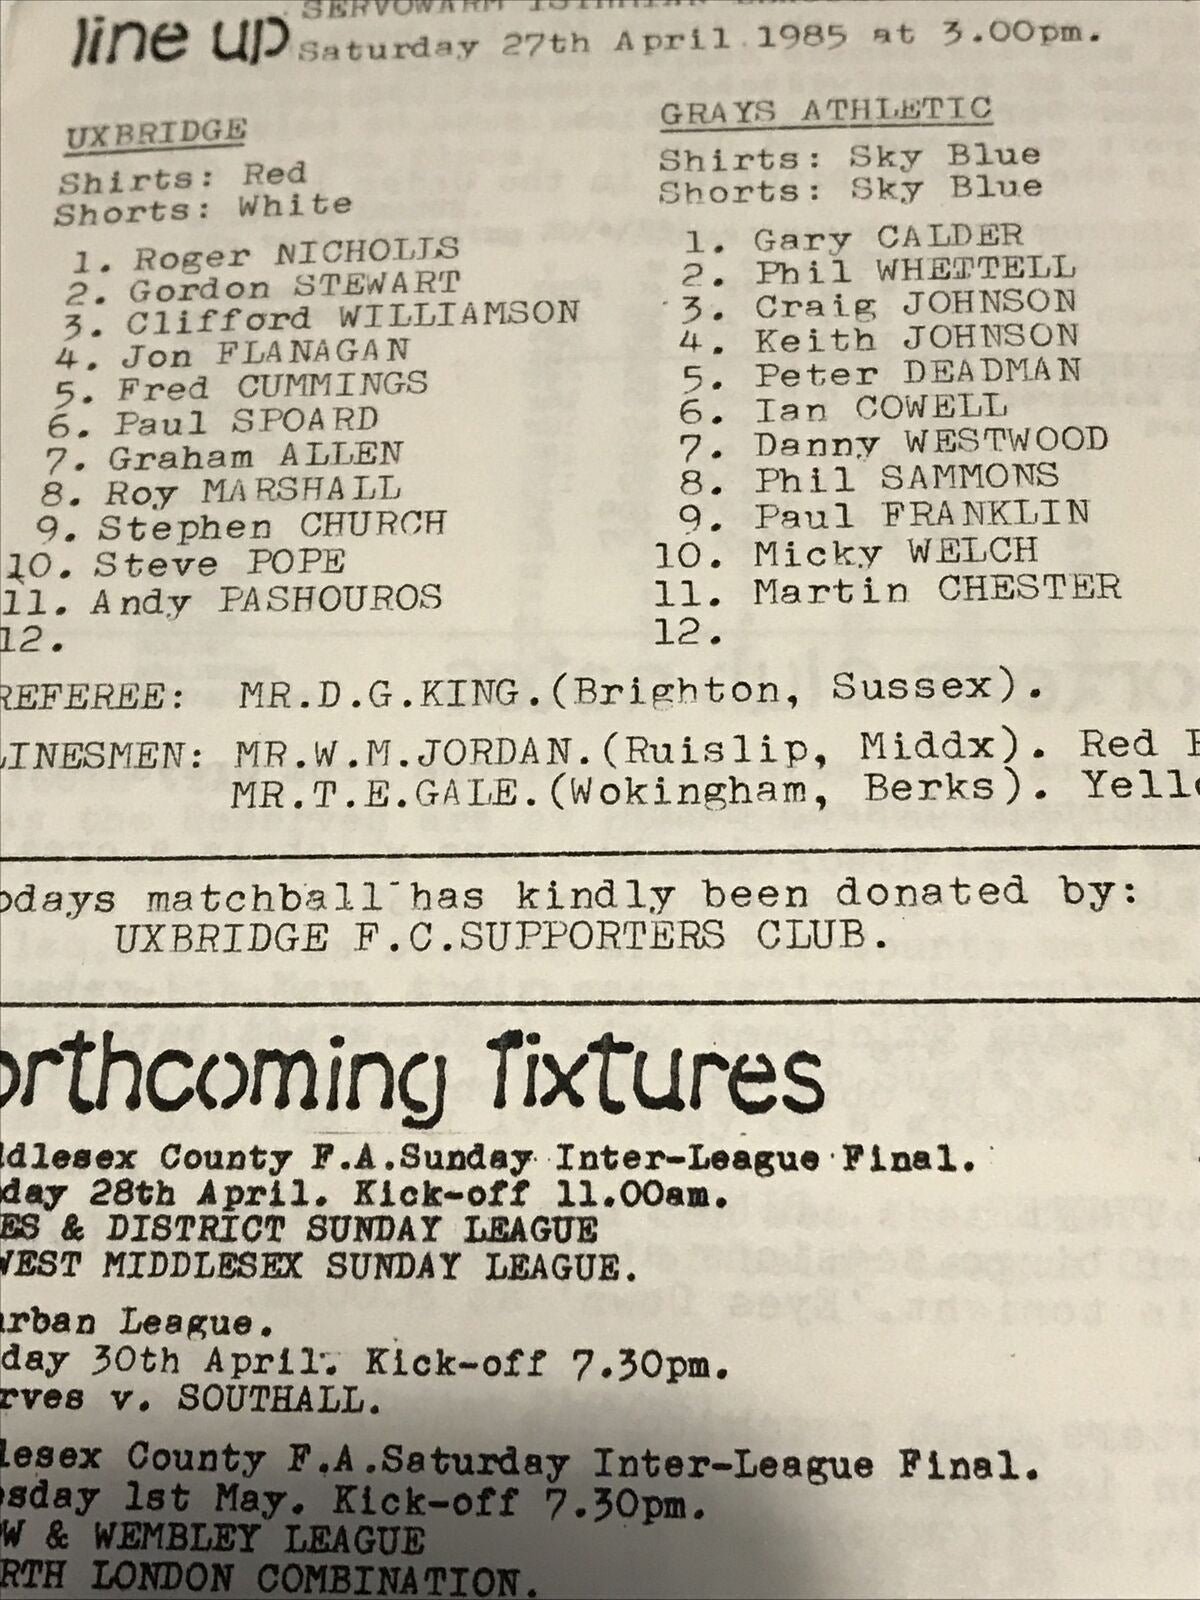 SERVOWARM ISTHMIAN LEAGUE
line up Saturday 27th April 1985 at 3.00pm.
UXBRIDGE
Shirts: Red
Shorts: White
1. Roger NICHOLLS
2. Gordon STEWART
3. Clifford WILLIAMSON
4. Jon FLANAGAN
5. Fred CUMMINGS
6. Paul SPOARD
7. Graham ALLEN
8. Roy MARSHALL
9. Stephen CHURCH
10. Steve POPE
11. Andy PASHOUROS
12.
GRAYS ATHLETIC
Shirts: Sky Blue
Shorts: Sky Blue
1. Gary CALDER
2. Phil WHETTELL
3. Craig JOHNSON
4. Keith JOHNSON
5. Peter DEADMAN
6. Ian COWELL
7. Danny WESTWOOD
8. Phil SAMMONS
9. Paul FRANKLIN
10. Micky WELCH
11. Martin CHESTER
12.
REFEREE: MR.D.G.KING.(Brighton, Sussex).
LINESMEN: MR.W.M.JORDAN.(Ruislip, Middx). Red
MR.T.E.GALE.(Wokingham, Berks). Yello
odays matchball has kindly been donated by:
UXBRIDGE F.C.SUPPORTERS CLUB.
orthcoming fixtures
ddlesex County F.A.Sunday Inter-League Final.
day 28th April. Kick-off 11.00am.
ES & DISTRICT SUNDAY LEAGUE
WEST MIDDLESEX SUNDAY LEAGUE.
urban League.
day 30th April. Kick-off 7.30pm.
rves v. SOUTHALL.
lesex County F.A.Saturday Inter-League Final.
sday 1st May. Kick-off 7.30pm.
W & WEMBLEY LEAGUE
RTH LONDON COMBINATION.